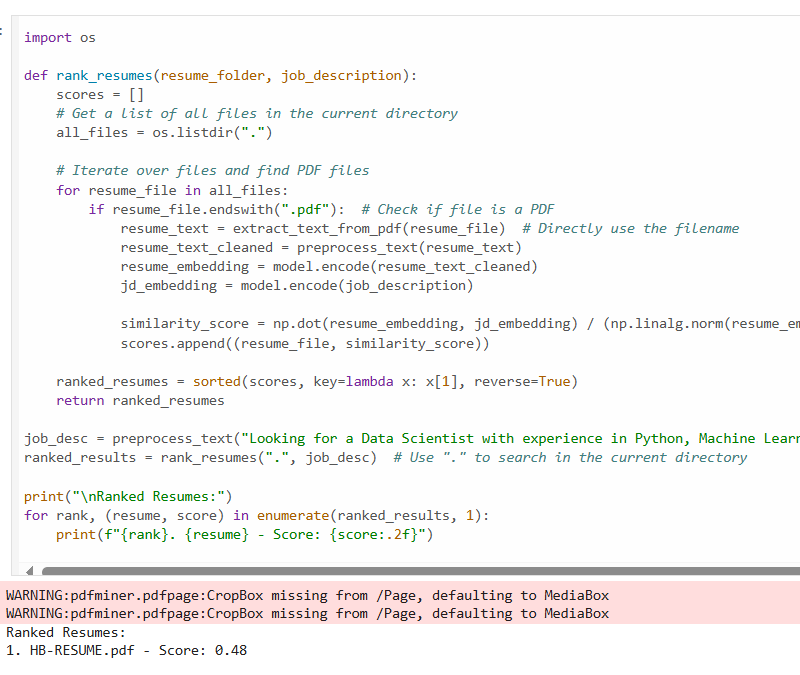 import os
def rank_resumes(resume_folder, job_description):
scores = []
# Get a list of all files in the current directory
all_files = os.listdir(".")
# Iterate over files and find PDF files
for resume_file in all_files:
if resume_file.endswith(".pdf"):  # Check if file is a PDF
resume_text = extract_text_from_pdf(resume_file)  # Directly use the filename
resume_text_cleaned = preprocess_text(resume_text)
resume_embedding = model.encode(resume_text_cleaned)
jd_embedding = model.encode(job_description)
similarity_score = np.dot(resume_embedding, jd_embedding) / (np.linalg.norm(resume_em
scores.append((resume_file, similarity_score))
ranked_resumes = sorted(scores, key=lambda x: x[1], reverse=True)
return ranked_resumes
job_desc = preprocess_text("Looking for a Data Scientist with experience in Python, Machine Learn
ranked_results = rank_resumes(".", job_desc)  # Use "." to search in the current directory
print("\nRanked Resumes:")
for rank, (resume, score) in enumerate(ranked_results, 1):
print(f"{rank}. {resume} - Score: {score:.2f}")
WARNING:pdfminer.pdfpage:CropBox missing from /Page, defaulting to MediaBox
WARNING:pdfminer.pdfpage:CropBox missing from /Page, defaulting to MediaBox
Ranked Resumes:
1. HB-RESUME.pdf - Score: 0.48